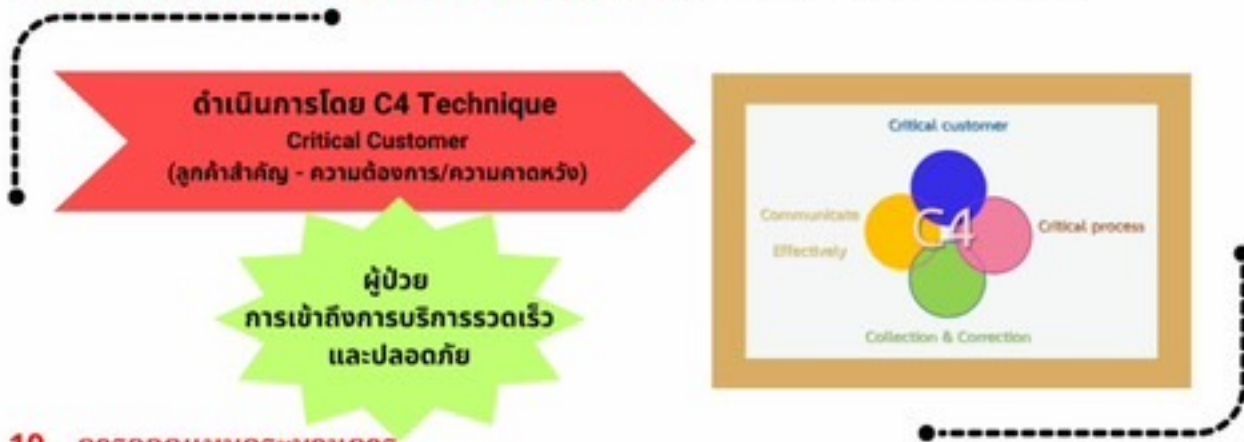 ดำเนินการโดย C4 Technique
Critical Customer
(ลูกค้าสำคัญ - ความต้องการ/ความคาดหวัง)
ผู้ป่วย
การเข้าถึงการบริการรวดเร็ว
และปลอดภัย
Critical customer
Communicate
Effectively
C4
Critical process
Collection & Correction